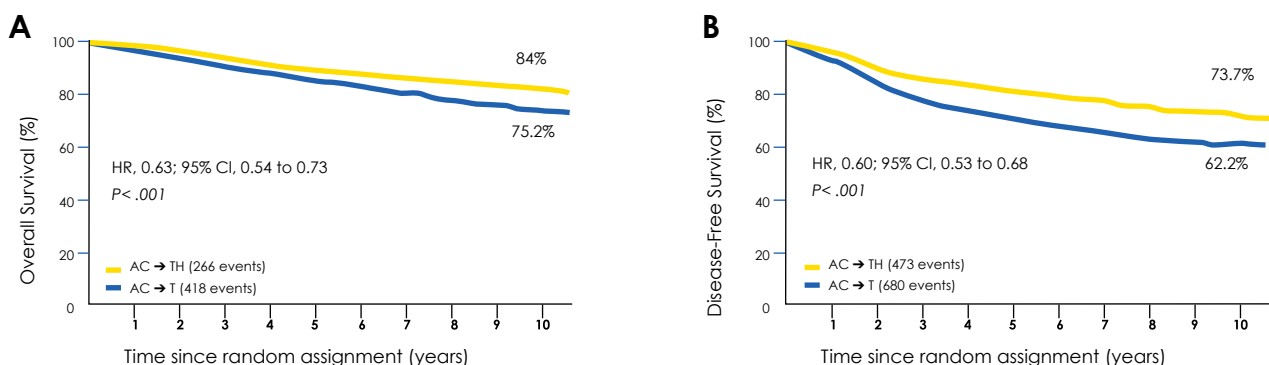 A
Overall Survival (%)
100
80
60
40
20
0
84%
75.2%
HR, 0.63; 95% CI, 0.54 to 0.73
P< .001
AC ➔ TH (266 events)
AC ➔ T (418 events)
1 2 3 4 5 6 7 8 9 10
Time since random assignment (years)
B
Disease-Free Survival (%)
100
80
60
40
20
0
73.7%
62.2%
HR, 0.60; 95% CI, 0.53 to 0.68
P< .001
AC ➔ TH (473 events)
AC ➔ T (680 events)
1 2 3 4 5 6 7 8 9 10
Time since random assignment (years)